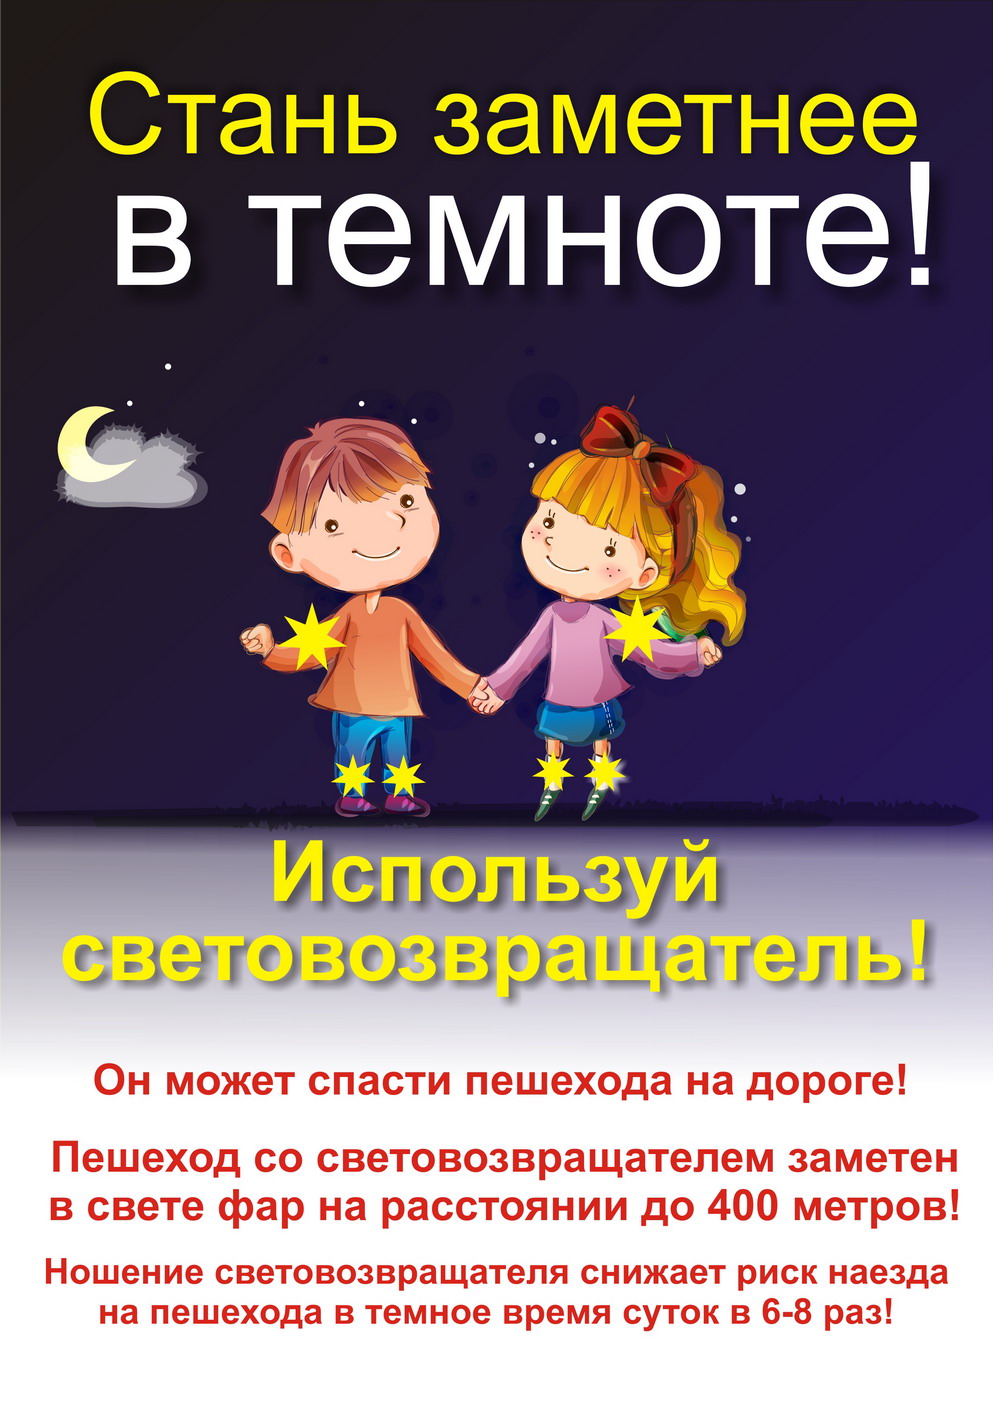 Стань заметнее
в темноте!
Используй
световозвращатель!
Он может спасти пешехода на дороге!
Пешеход со световозвращателем заметен
в свете фар на расстоянии до 400 метров!
Ношение световозвращателя снижает риск наезда
на пешехода в темное время суток в 6-8 раз!